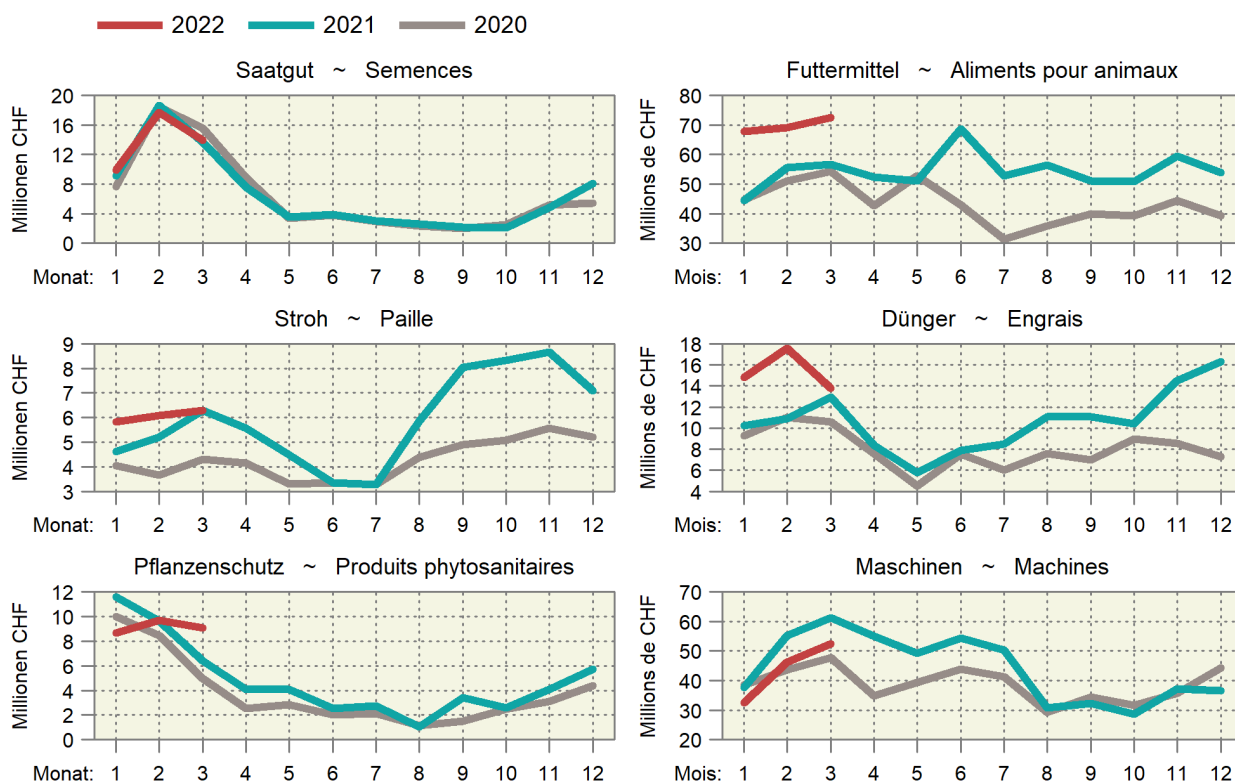 2022 2021 2020
Saatgut ~ Semences
Millionen CHF
20
16
12
8
4
0
Monat: 1 2 3 4 5 6 7 8 9 10 11 12
Futtermittel ~ Aliments pour animaux
Millions de CHF
80
70
60
50
40
30
Mois: 1 2 3 4 5 6 7 8 9 10 11 12
Stroh ~ Paille
Millionen CHF
9
8
7
6
5
4
3
Monat: 1 2 3 4 5 6 7 8 9 10 11 12
Dünger ~ Engrais
Millions de CHF
18
16
14
12
10
8
6
4
Mois: 1 2 3 4 5 6 7 8 9 10 11 12
Pflanzenschutz ~ Produits phytosanitaires
Millionen CHF
12
10
8
6
4
2
0
Monat: 1 2 3 4 5 6 7 8 9 10 11 12
Maschinen ~ Machines
Millions de CHF
70
60
50
40
30
20
Mois: 1 2 3 4 5 6 7 8 9 10 11 12